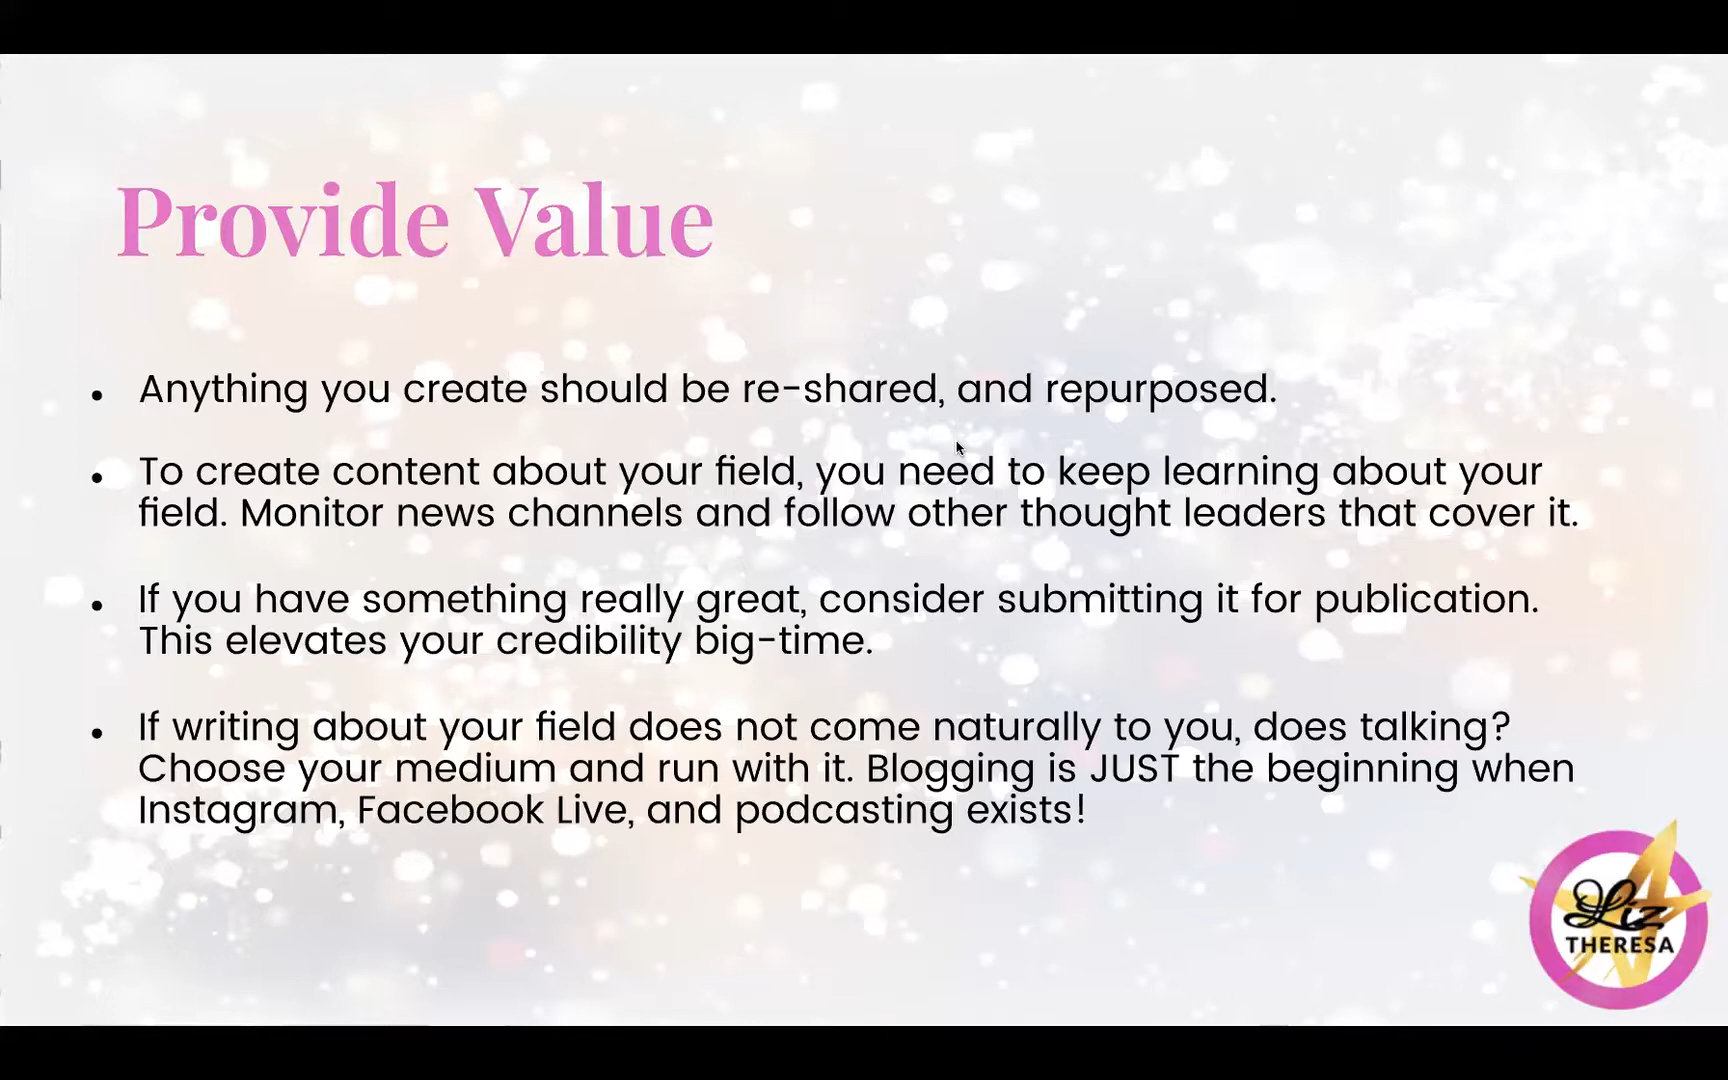 Provide Value
• Anything you create should be re-shared, and repurposed.
• To create content about your field, you need to keep learning about your
field. Monitor news channels and follow other thought leaders that cover it.
• If you have something really great, consider submitting it for publication.
This elevates your credibility big-time.
• If writing about your field does not come naturally to you, does talking?
Choose your medium and run with it. Blogging is JUST the beginning when
Instagram, Facebook Live, and podcasting exists!
Liz
THERESA